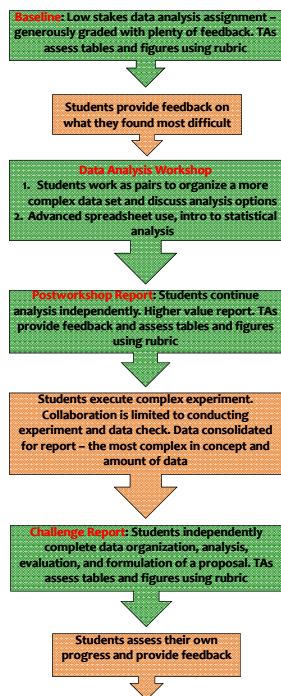 Baseline: Low stakes data analysis assignment –
generously graded with plenty of feedback. TAs
assess tables and figures using rubric
Students provide feedback on
what they found most difficult
Data Analysis Workshop
1. Students work as pairs to organize a more
complex data set and discuss analysis options
2. Advanced spreadsheet use, intro to statistical
analysis
Postworkshop Report: Students continue
analysis independently. Higher value report. TAs
provide feedback and assess tables and figures
using rubric
Students execute complex experiment.
Collaboration is limited to conducting
experiment and data check. Data consolidated
for report – the most complex in concept and
amount of data
Challenge Report: Students independently
complete data organization, analysis,
evaluation, and formulation of a proposal. TAs
assess tables and figures using rubric
Students assess their own
progress and provide feedback